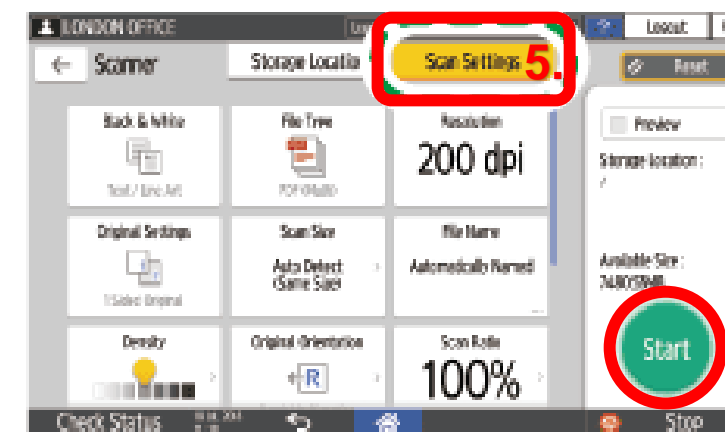 LONDON OFFICE
Logout
Scanner
Storage Locatio
Scan Settings
5.
Reset
Black & White
Text / Line Art
File Type
PDF (Multi)
Resolution
200 dpi
Preview
Storage Location :
/
Original Settings
1 Sided Original
Scan Size
Auto Detect
(Same Size)
File Name
Automatically Named
Available Size :
Density
Original Orientation
R
Scan Ratio
100%
Start
Check Status
Stop